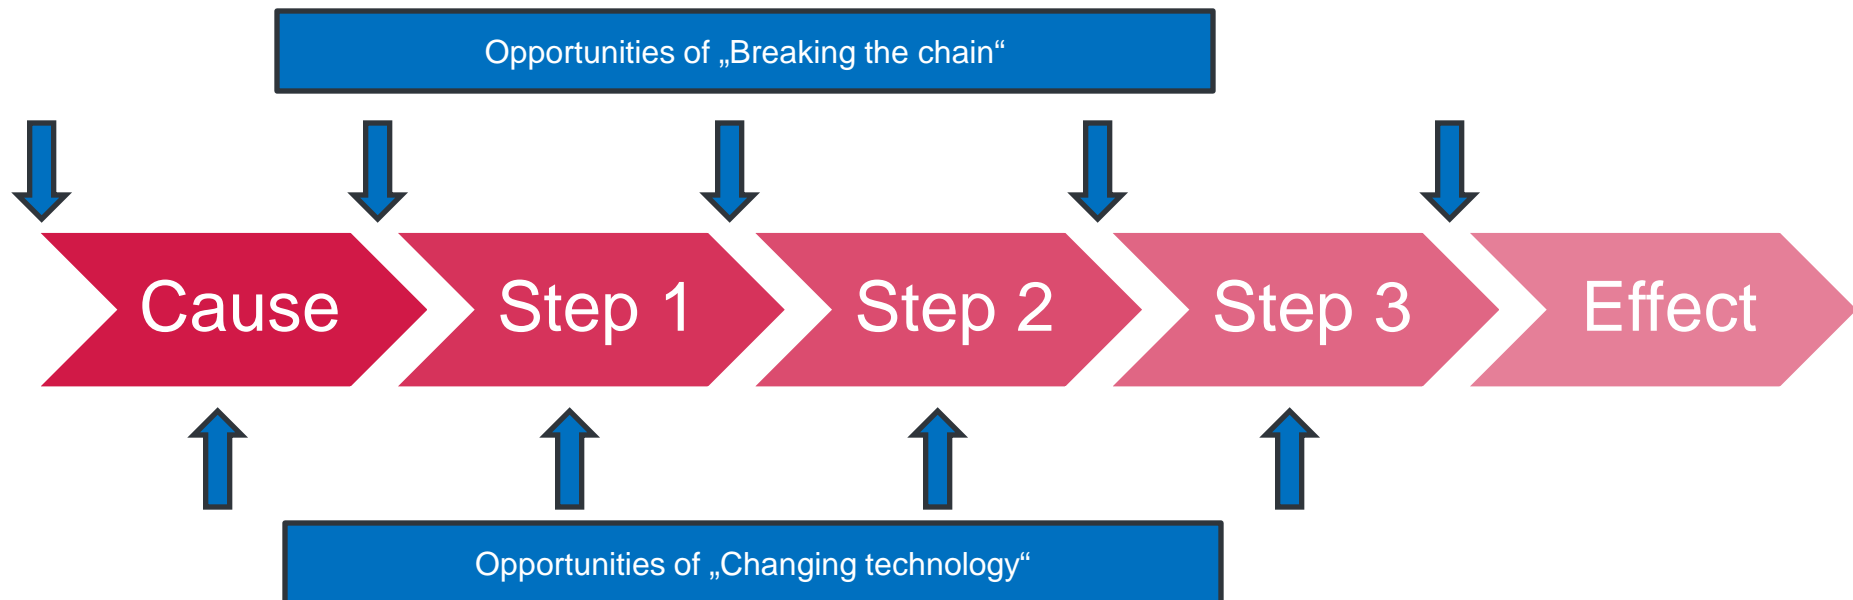 Opportunities of „Breaking the chain“
Cause
Step 1
Step 2
Step 3
Effect
Opportunities of „Changing technology“